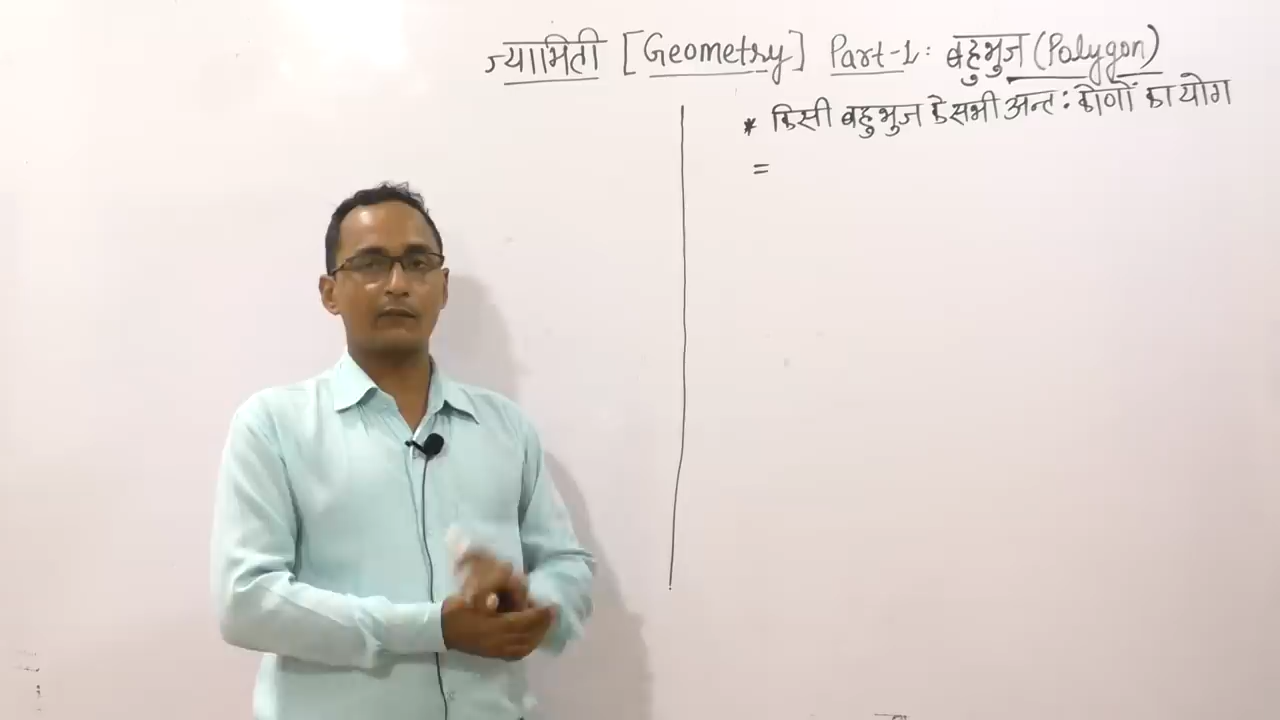 ज्यामिती [Geometry] Part-1: बहुभुज (Polygon)
* किसी बहुभुज के सभी अन्त: कोणों का योग
=